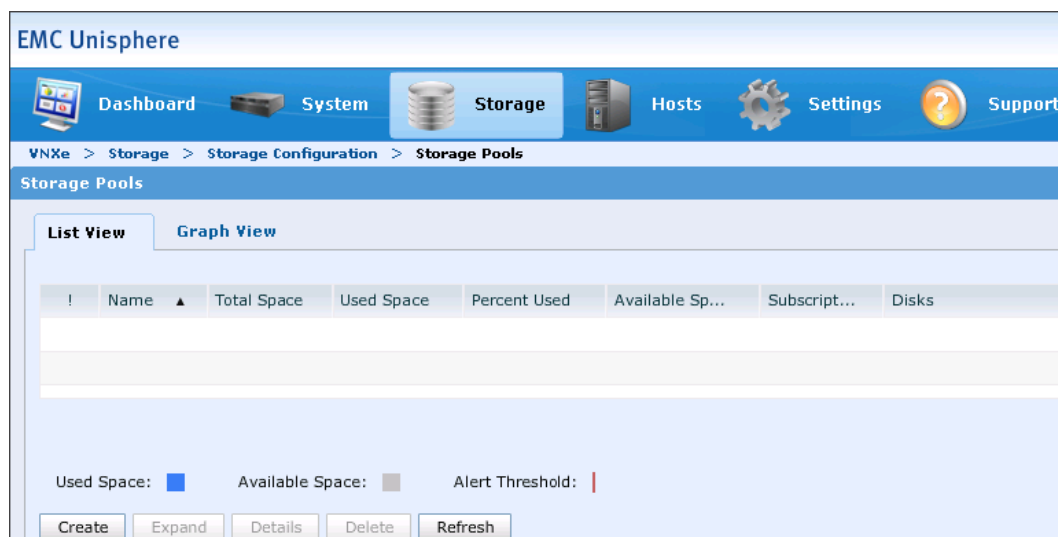 EMC Unisphere
Dashboard System Storage Hosts Settings Support
VNXe > Storage > Storage Configuration > Storage Pools
Storage Pools
List View Graph View
! Name ▲ Total Space Used Space Percent Used Available Sp... Subscript... Disks
Used Space: Available Space: Alert Threshold:
Create Expand Details Delete Refresh